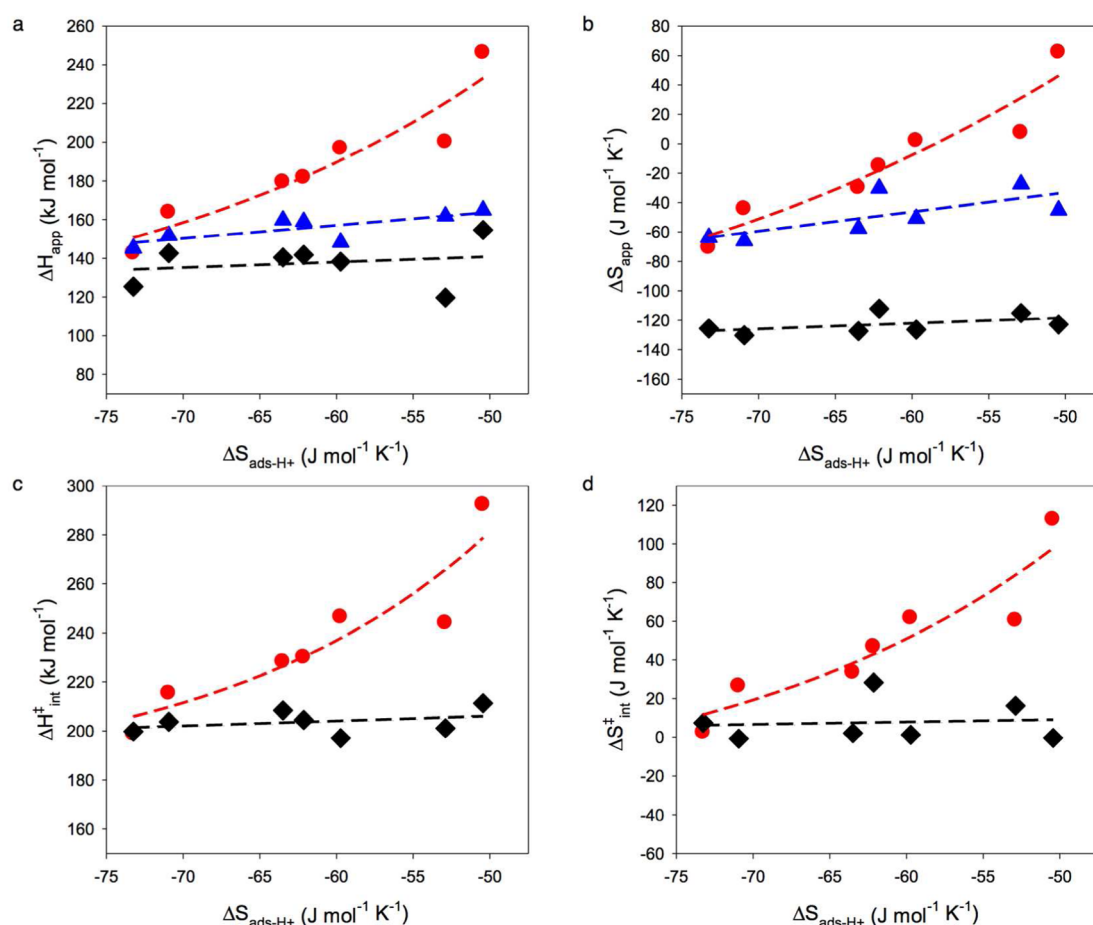 a
260
240
220
200
180
160
140
120
100
80
ΔHapp (kJ mol-1)
-75 -70 -65 -60 -55 -50
ΔSads-H+ (J mol-1 K-1)
b
80
60
40
20
0
-20
-40
-60
-80
-100
-120
-140
-160
ΔSapp (J mol-1 K-1)
-75 -70 -65 -60 -55 -50
ΔSads-H+ (J mol-1 K-1)
c
300
280
260
240
220
200
180
160
ΔH‡int (kJ mol-1)
-75 -70 -65 -60 -55 -50
ΔSads-H+ (J mol-1 K-1)
d
120
100
80
60
40
20
0
-20
-40
-60
ΔS‡int (J mol-1 K-1)
-75 -70 -65 -60 -55 -50
ΔSads-H+ (J mol-1 K-1)